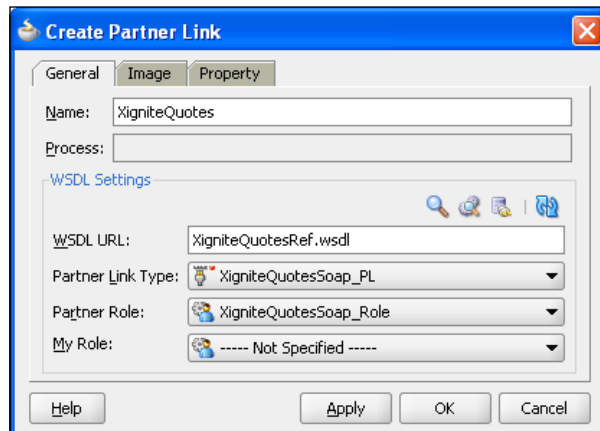 Create Partner Link
General Image Property
Name: XigniteQuotes
Process:
WSDL Settings
WSDL URL: XigniteQuotesRef.wsdl
Partner Link Type: XigniteQuotesSoap_PL
Partner Role: XigniteQuotesSoap_Role
My Role: ----- Not Specified -----
Help Apply OK Cancel